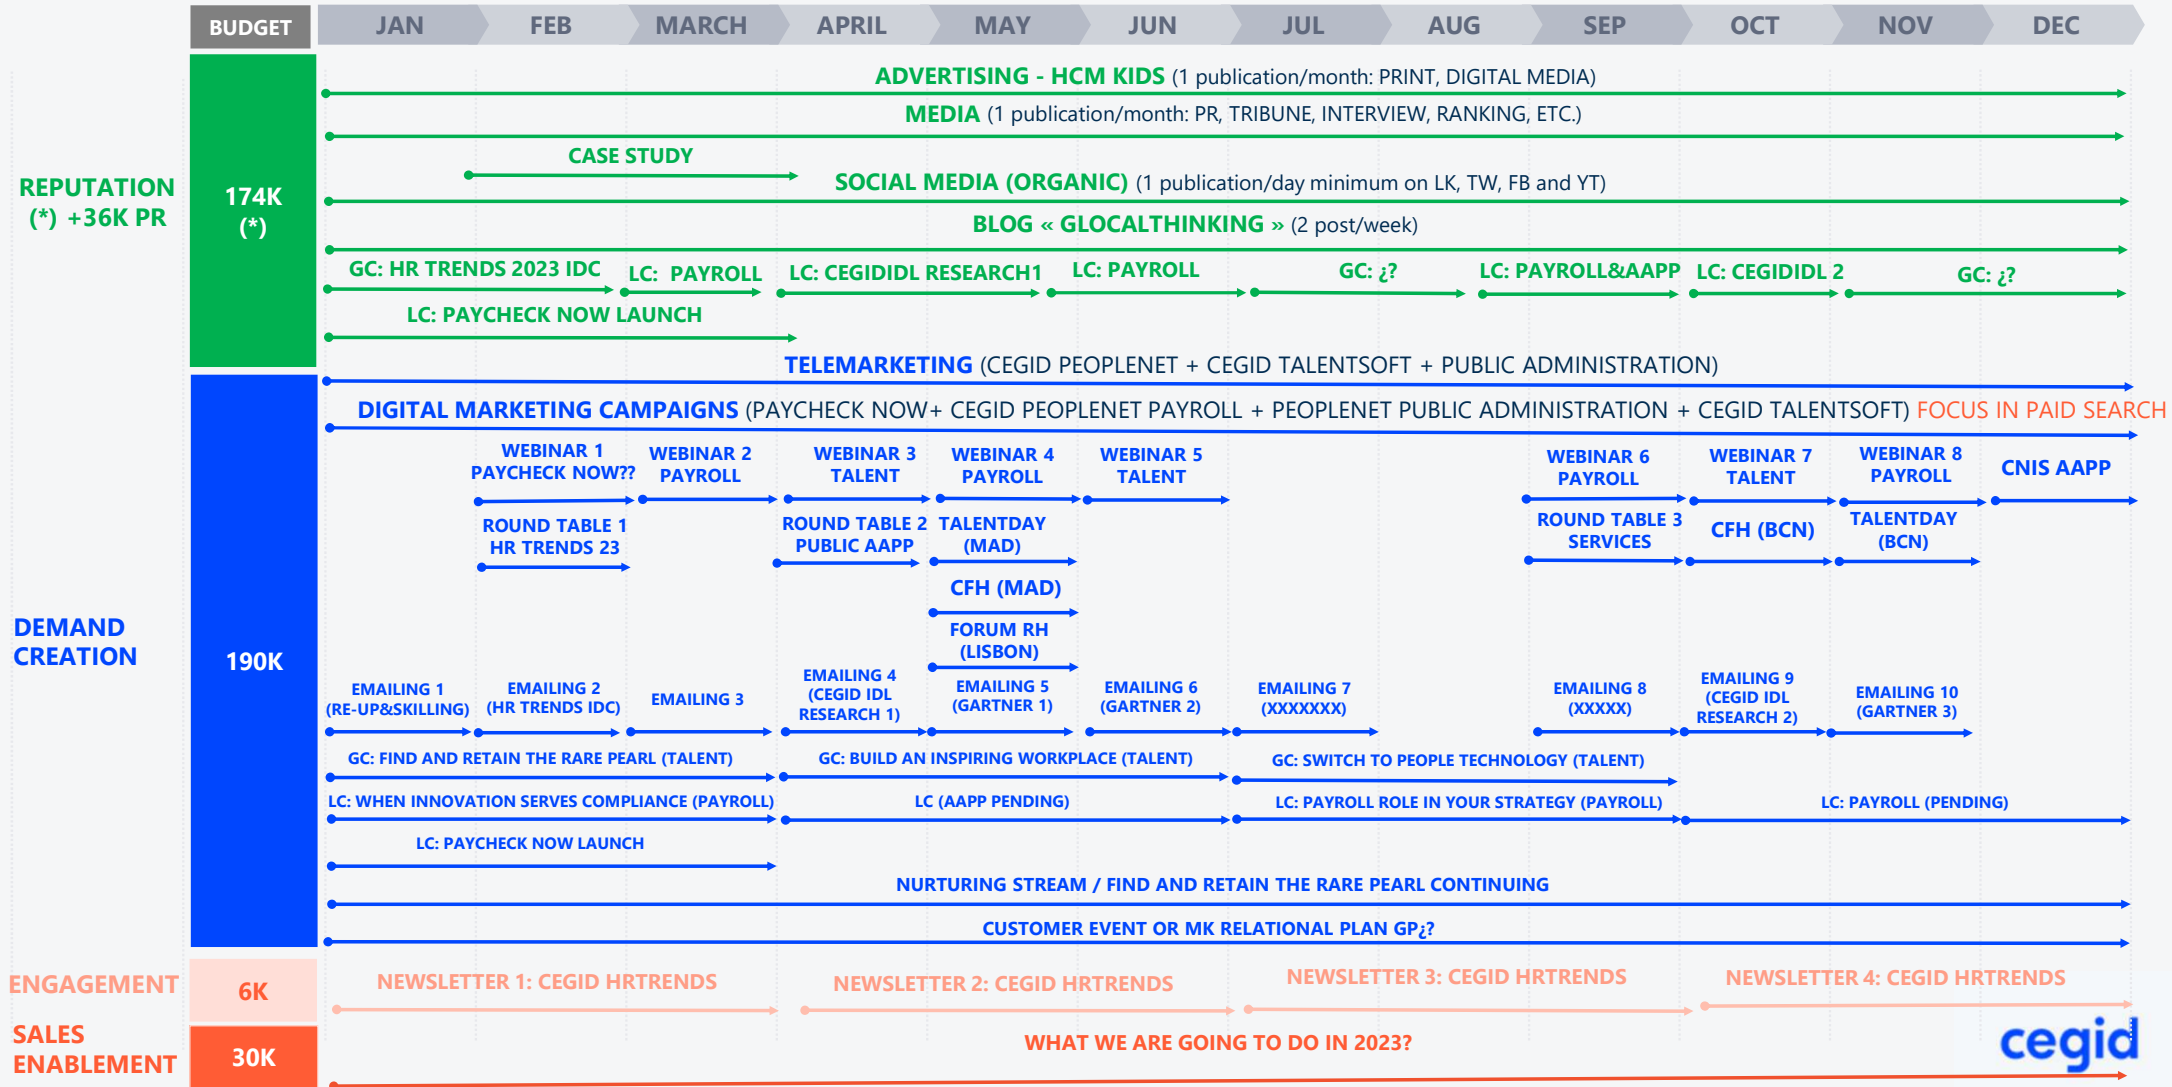 BUDGET JAN FEB MARCH APRIL MAY JUN JUL AUG SEP OCT NOV DEC
REPUTATION
(*) +36K PR
174K
(*)
ADVERTISING - HCM KIDS (1 publication/month: PRINT, DIGITAL MEDIA)
MEDIA (1 publication/month: PR, TRIBUNE, INTERVIEW, RANKING, ETC.)
CASE STUDY
SOCIAL MEDIA (ORGANIC) (1 publication/day minimum on LK, TW, FB and YT)
BLOG « GLOCALTHINKING » (2 post/week)
GC: HR TRENDS 2023 IDC
LC: PAYROLL
LC: CEGIDIDL RESEARCH1
LC: PAYROLL
GC: ¿?
LC: PAYROLL&AAPP
LC: CEGIDIDL 2
GC: ¿?
LC: PAYCHECK NOW LAUNCH
DEMAND
CREATION
190K
TELEMARKETING (CEGID PEOPLENET + CEGID TALENTSOFT + PUBLIC ADMINISTRATION)
DIGITAL MARKETING CAMPAIGNS (PAYCHECK NOW+ CEGID PEOPLENET PAYROLL + PEOPLENET PUBLIC ADMINISTRATION + CEGID TALENTSOFT) FOCUS IN PAID SEARCH
WEBINAR 1
PAYCHECK NOW??
WEBINAR 2
PAYROLL
WEBINAR 3
TALENT
WEBINAR 4
PAYROLL
WEBINAR 5
TALENT
WEBINAR 6
PAYROLL
WEBINAR 7
TALENT
WEBINAR 8
PAYROLL
CNIS AAPP
ROUND TABLE 1
HR TRENDS 23
ROUND TABLE 2
PUBLIC AAPP
TALENTDAY
(MAD)
ROUND TABLE 3
SERVICES
CFH (BCN)
TALENTDAY
(BCN)
CFH (MAD)
FORUM RH
(LISBON)
EMAILING 1
(RE-UP&SKILLING)
EMAILING 2
(HR TRENDS IDC)
EMAILING 3
EMAILING 4
(CEGID IDL
RESEARCH 1)
EMAILING 5
(GARTNER 1)
EMAILING 6
(GARTNER 2)
EMAILING 7
(XXXXXXX)
EMAILING 8
(XXXXX)
EMAILING 9
(CEGID IDL
RESEARCH 2)
EMAILING 10
(GARTNER 3)
GC: FIND AND RETAIN THE RARE PEARL (TALENT)
GC: BUILD AN INSPIRING WORKPLACE (TALENT)
GC: SWITCH TO PEOPLE TECHNOLOGY (TALENT)
LC: WHEN INNOVATION SERVES COMPLIANCE (PAYROLL)
LC (AAPP PENDING)
LC: PAYROLL ROLE IN YOUR STRATEGY (PAYROLL)
LC: PAYROLL (PENDING)
LC: PAYCHECK NOW LAUNCH
NURTURING STREAM / FIND AND RETAIN THE RARE PEARL CONTINUING
CUSTOMER EVENT OR MK RELATIONAL PLAN GP¿?
ENGAGEMENT
6K
NEWSLETTER 1: CEGID HRTRENDS
NEWSLETTER 2: CEGID HRTRENDS
NEWSLETTER 3: CEGID HRTRENDS
NEWSLETTER 4: CEGID HRTRENDS
SALES
ENABLEMENT
30K
WHAT WE ARE GOING TO DO IN 2023?
cegid